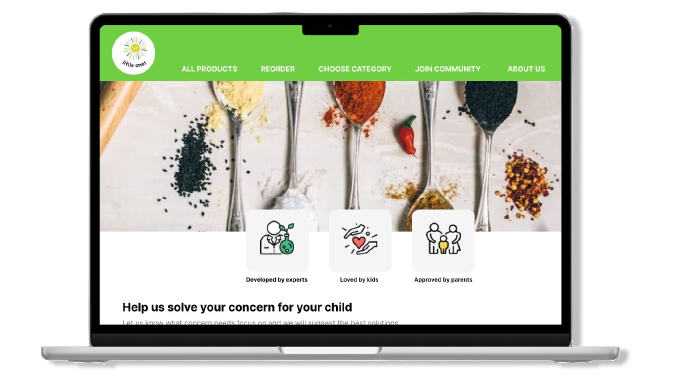 little ones
ALL PRODUCTS REORDER CHOOSE CATEGORY JOIN COMMUNITY ABOUT US
Developed by experts Loved by kids Approved by parents
Help us solve your concern for your child
Let us know what concern needs focus on and we will suggest the best solutions